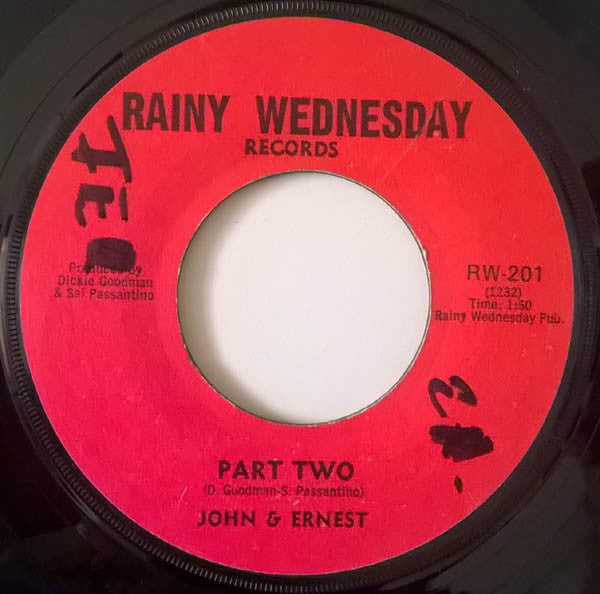 RAINY WEDNESDAY
RECORDS
Produced by
Dickie Goodman
& Sal Passantino
RW-201
(1232)
Time: 1:50
Rainy Wednesday Pub.
PART TWO
(D. Goodman-S. Passantino)
JOHN & ERNEST